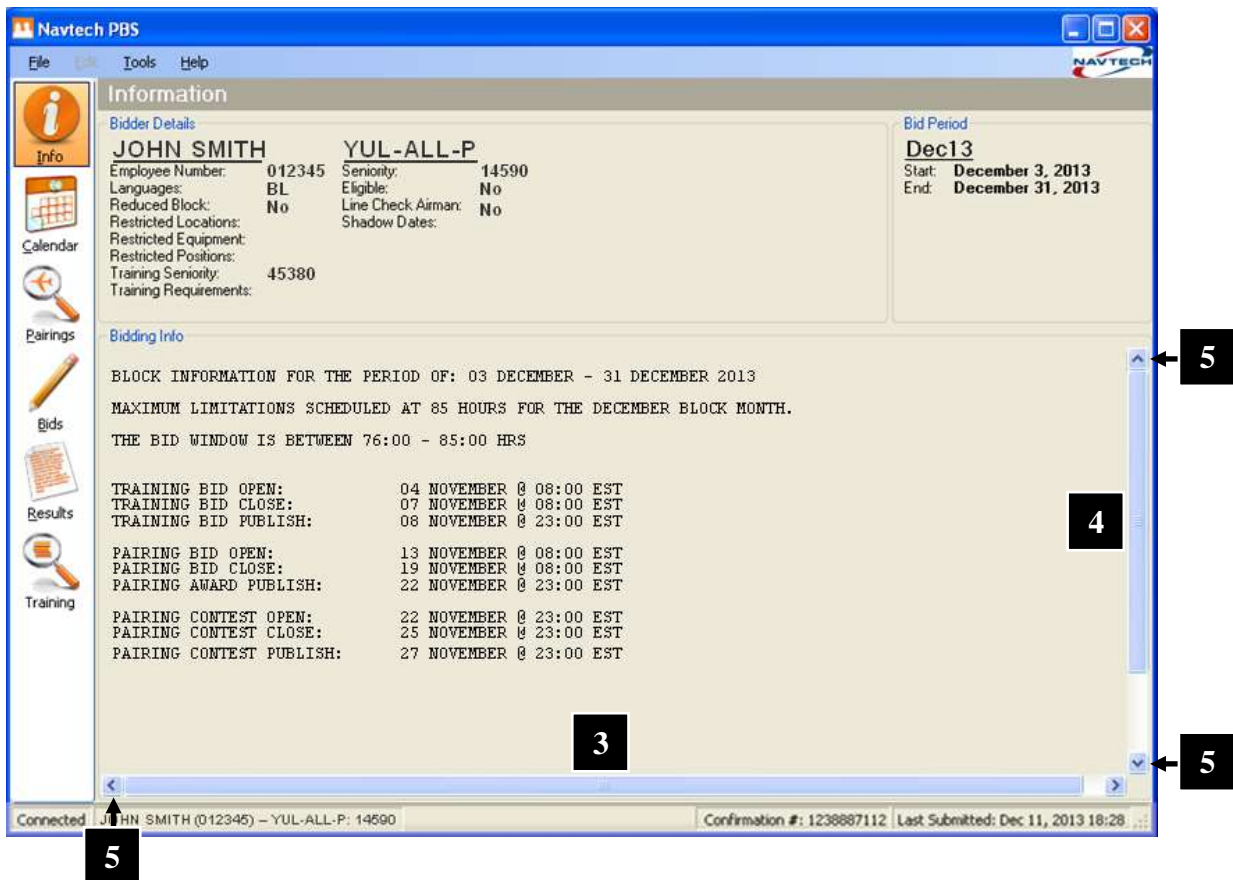 Navtech PBS
File Edit Tools Help
NAVTECH
Information
Info
Calendar
Pairings
Bids
Results
Training
Bidder Details
JOHN SMITH YUL-ALL-P
Employee Number: 012345 Seniority: 14590
Languages: BL Eligible: No
Reduced Block: No Line Check Airman: No
Restricted Locations: Shadow Dates:
Restricted Equipment:
Restricted Positions:
Training Seniority: 45380
Training Requirements:
Bid Period
Dec13
Start: December 3, 2013
End: December 31, 2013
Bidding Info
BLOCK INFORMATION FOR THE PERIOD OF: 03 DECEMBER - 31 DECEMBER 2013
MAXIMUM LIMITATIONS SCHEDULED AT 85 HOURS FOR THE DECEMBER BLOCK MONTH.
THE BID WINDOW IS BETWEEN 76:00 - 85:00 HRS
TRAINING BID OPEN: 04 NOVEMBER @ 08:00 EST
TRAINING BID CLOSE: 07 NOVEMBER @ 08:00 EST
TRAINING BID PUBLISH: 08 NOVEMBER @ 23:00 EST
PAIRING BID OPEN: 13 NOVEMBER @ 08:00 EST
PAIRING BID CLOSE: 19 NOVEMBER @ 08:00 EST
PAIRING AWARD PUBLISH: 22 NOVEMBER @ 23:00 EST
PAIRING CONTEST OPEN: 22 NOVEMBER @ 23:00 EST
PAIRING CONTEST CLOSE: 25 NOVEMBER @ 23:00 EST
PAIRING CONTEST PUBLISH: 27 NOVEMBER @ 23:00 EST
5
4
3
5
Connected JOHN SMITH (012345) – YUL-ALL-P: 14590 Confirmation #: 1238887112 Last Submitted: Dec 11, 2013 18:28
5